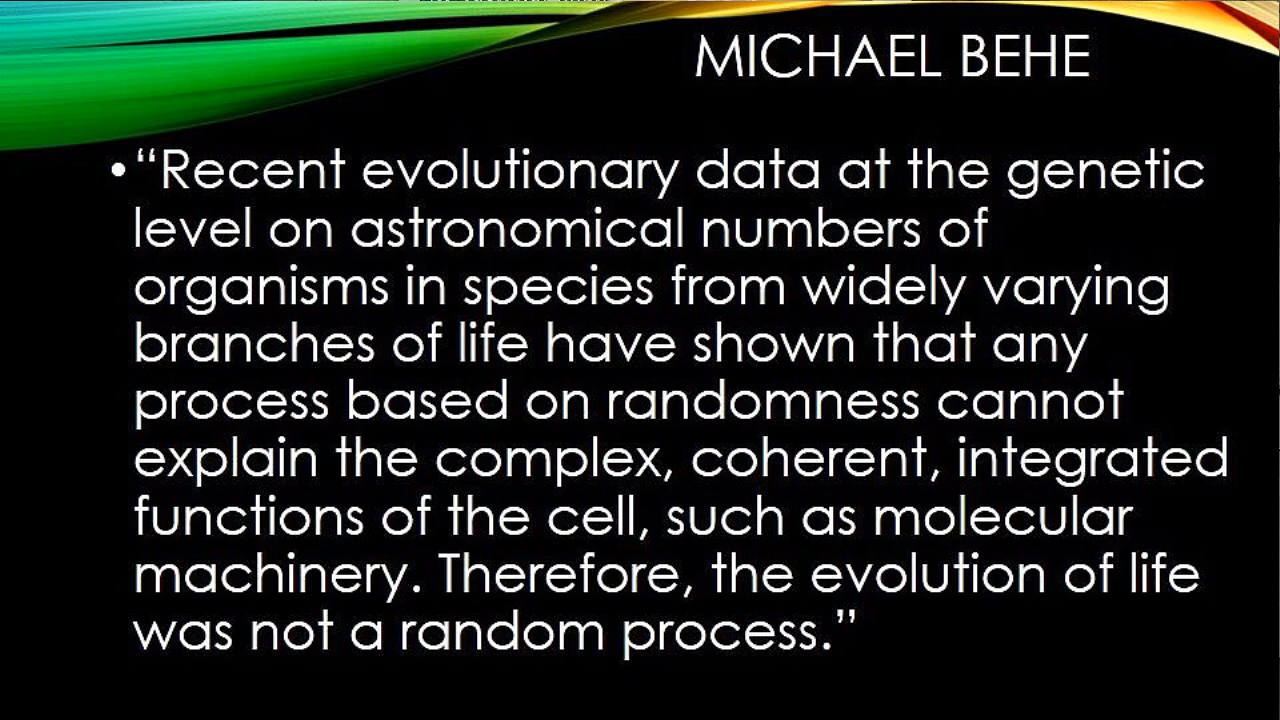 MICHAEL BEHE
•“Recent evolutionary data at the genetic
level on astronomical numbers of
organisms in species from widely varying
branches of life have shown that any
process based on randomness cannot
explain the complex, coherent, integrated
functions of the cell, such as molecular
machinery. Therefore, the evolution of life
was not a random process.”